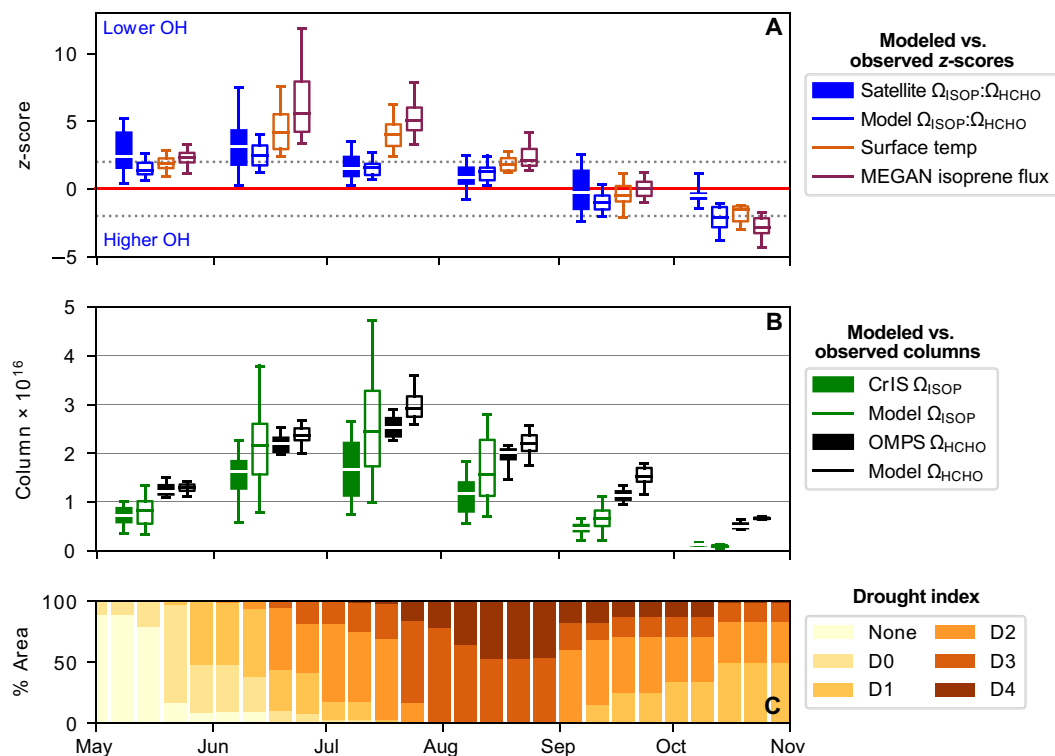 Lower OH
A
Higher OH
z-score
10
5
0
−5
Modeled vs.
observed z-scores
Satellite ΩISOP:ΩHCHO
Model ΩISOP:ΩHCHO
Surface temp
MEGAN isoprene flux
B
Column × 10¹⁶
5
4
3
2
1
0
Modeled vs.
observed columns
CrIS ΩISOP
Model ΩISOP
OMPS ΩHCHO
Model ΩHCHO
C
% Area
100
50
0
May Jun Jul Aug Sep Oct Nov
Drought index
None D2
D0 D3
D1 D4